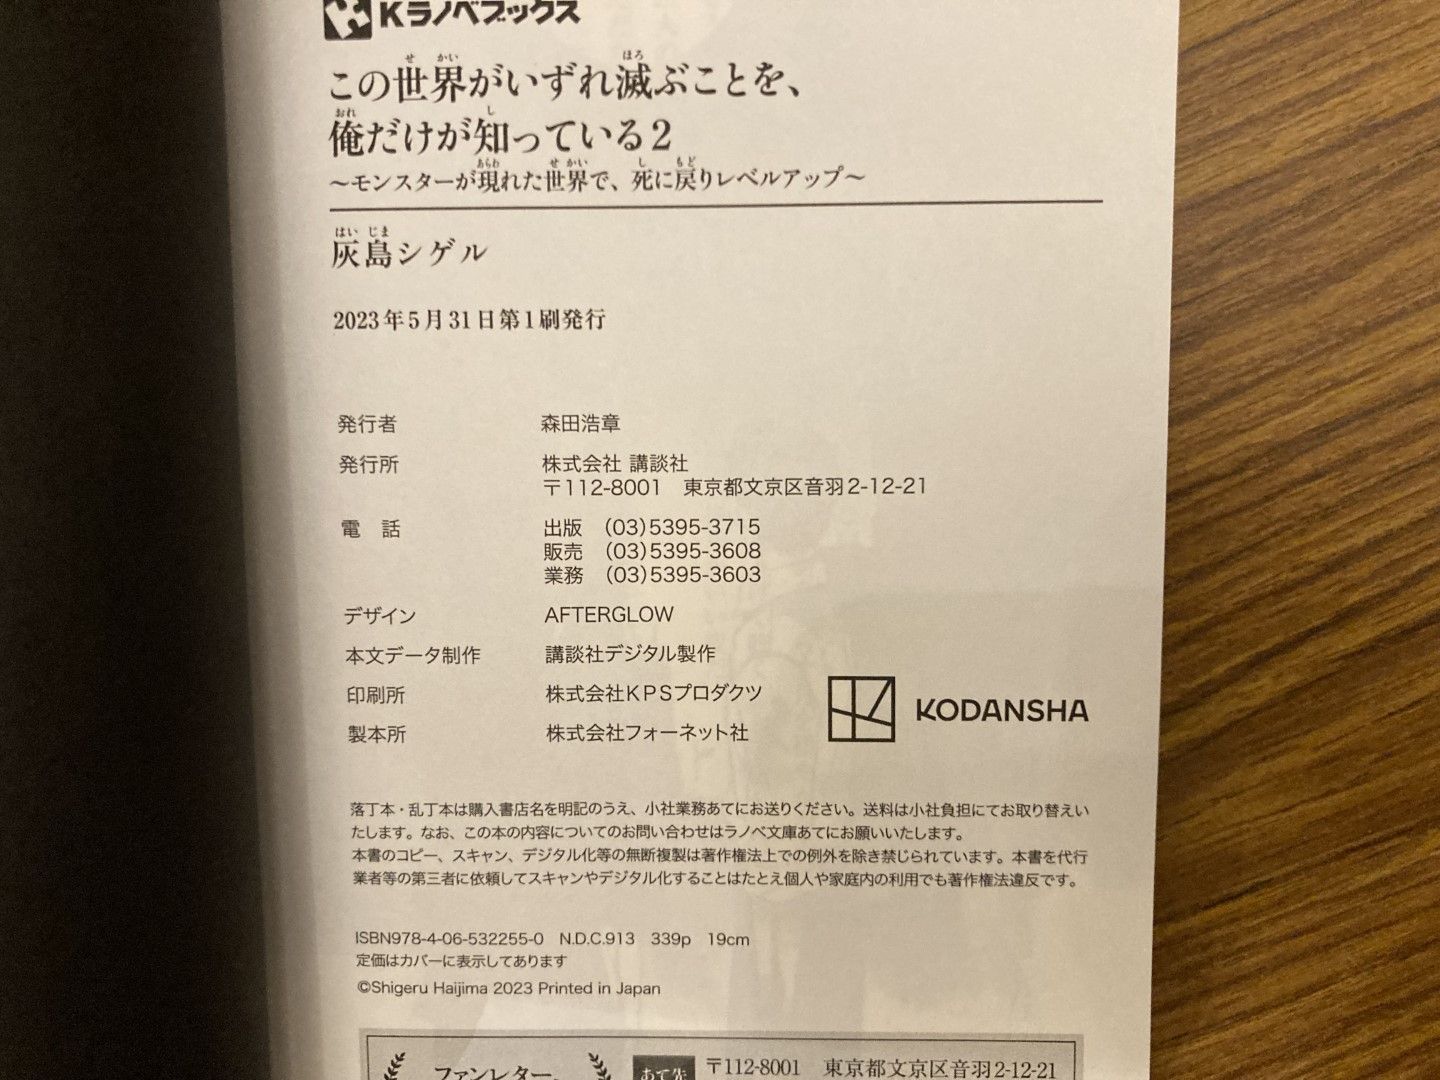 Kラノベブックス
この世界がいずれ滅ぶことを、
俺だけが知っている2
～モンスターが現れた世界で、死に戻りレベルアップ～
灰島シゲル
2023年5月31日第1刷発行
発行者 森田浩章
発行所 株式会社 講談社
〒112-8001 東京都文京区音羽2-12-21
電 話 出版 (03)5395-3715
販売 (03)5395-3608
業務 (03)5395-3603
デザイン AFTERGLOW
本文データ制作 講談社デジタル製作
印刷所 株式会社KPSプロダクツ
製本所 株式会社フォーネット社
KODANSHA
落丁本・乱丁本は購入書店名を明記のうえ、小社業務あてにお送りください。送料は小社負担にてお取り替えい
たします。なお、この本の内容についてのお問い合わせはラノベ文庫あてにお願いいたします。
本書のコピー、スキャン、デジタル化等の無断複製は著作権法上での例外を除き禁じられています。本書を代行
業者等の第三者に依頼してスキャンやデジタル化することはたとえ個人や家庭内の利用でも著作権法違反です。
ISBN978-4-06-532255-0 N.D.C.913 339p 19cm
定価はカバーに表示してあります
©Shigeru Haijima 2023 Printed in Japan
ファンレター、
あて先 〒112-8001 東京都文京区音羽2-12-21